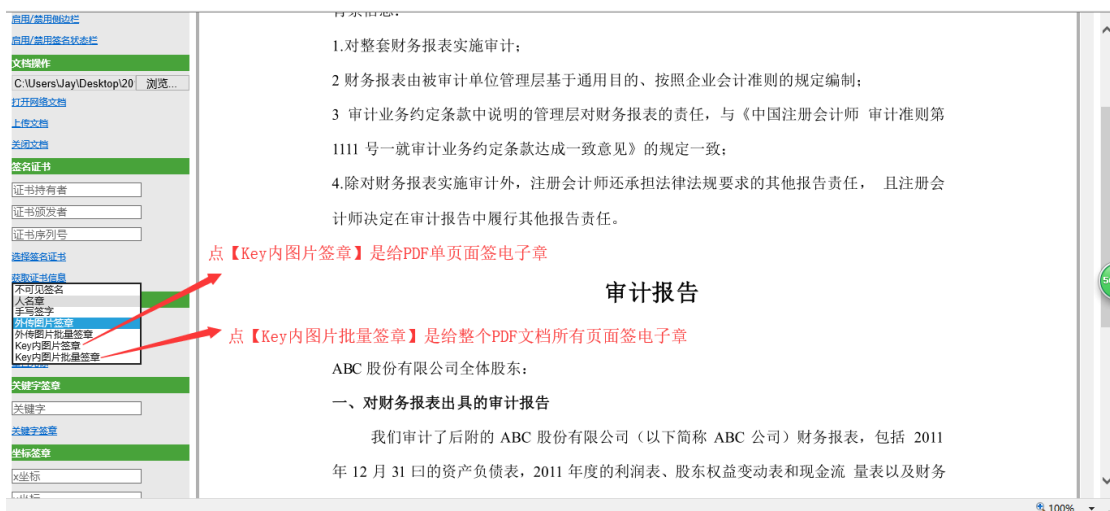 启用/禁用侧边栏
启用/禁用签名状态栏
文档操作
C:\Users\Jay\Desktop\20 浏览...
打开网络文档
上传文档
关闭文档
签名证书
证书持有者
证书颁发者
证书序列号
选择签名证书
获取证书信息
不可见签名
人名章
手写签字
外传图片签章
外传图片批量签章
Key内图片签章
Key内图片批量签章
关键字签章
关键字
关键字签章
坐标签章
x坐标
背景信息:
1.对整套财务报表实施审计;
2 财务报表由被审计单位管理层基于通用目的、按照企业会计准则的规定编制;
3 审计业务约定条款中说明的管理层对财务报表的责任，与《中国注册会计师 审计准则第
1111 号一就审计业务约定条款达成一致意见》的规定一致;
4.除对财务报表实施审计外，注册会计师还承担法律法规要求的其他报告责任， 且注册会
计师决定在审计报告中履行其他报告责任。
点【Key内图片签章】是给PDF单页面签电子章
审计报告
点【Key内图片批量签章】是给整个PDF文档所有页面签电子章
ABC 股份有限公司全体股东:
一、对财务报表出具的审计报告
我们审计了后附的 ABC 股份有限公司（以下简称 ABC 公司）财务报表，包括 2011
年 12 月 31 曰的资产负债表，2011 年度的利润表、股东权益变动表和现金流 量表以及财务
100%